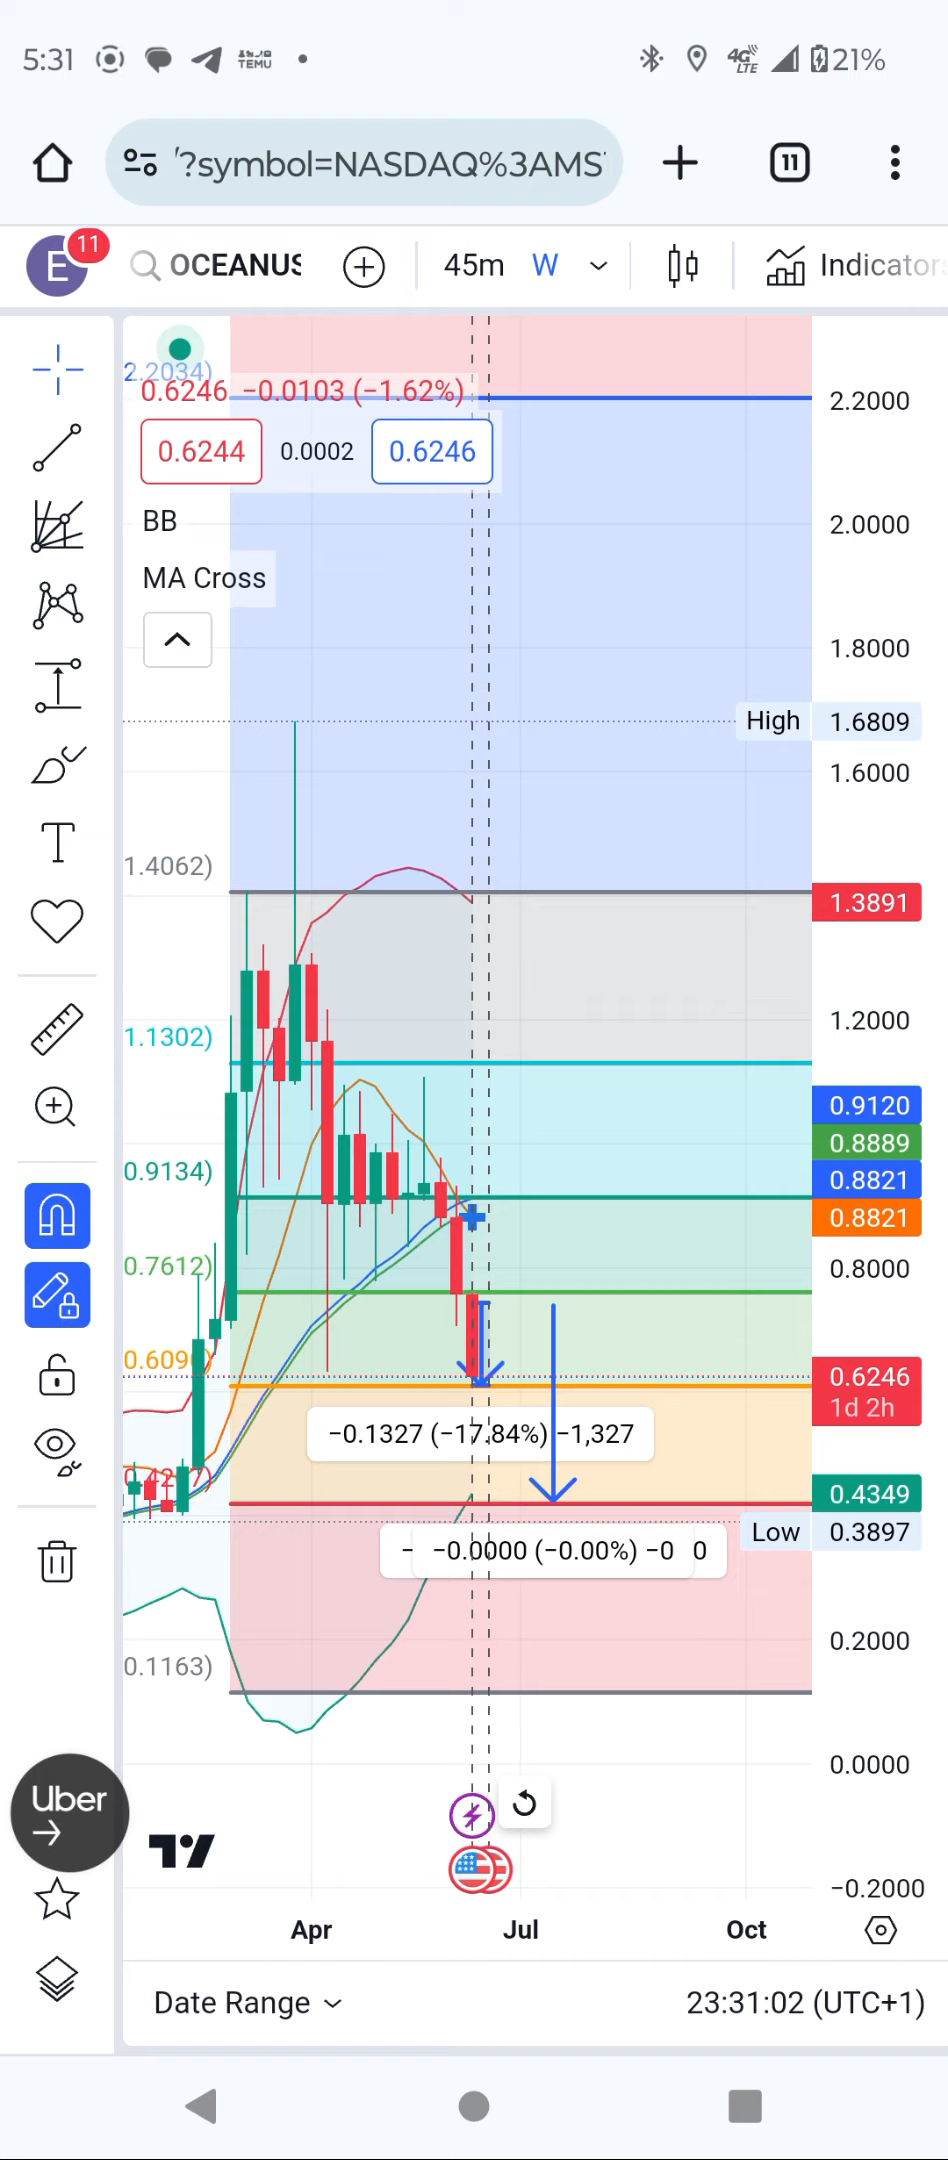 5:31
TEMU
4G
LTE
21%
?symbol=NASDAQ%3AMS
11
E
11
OCEANUS
45m
W
Indicator
2.2034)
0.6246 −0.0103 (−1.62%)
0.6244
0.0002
0.6246
BB
MA Cross
2.2000
2.0000
1.8000
High
1.6809
1.6000
1.4062)
1.3891
1.2000
1.1302)
0.9120
0.8889
0.9134)
0.8821
0.8821
0.7612)
0.8000
0.609
0.6246
1d 2h
−0.1327 (−17.84%) −1,327
0.4349
Low
0.3897
−0.0000 (−0.00%) −0
0
0.2000
0.1163)
0.0000
Uber
−0.2000
Apr
Jul
Oct
Date Range
23:31:02 (UTC+1)